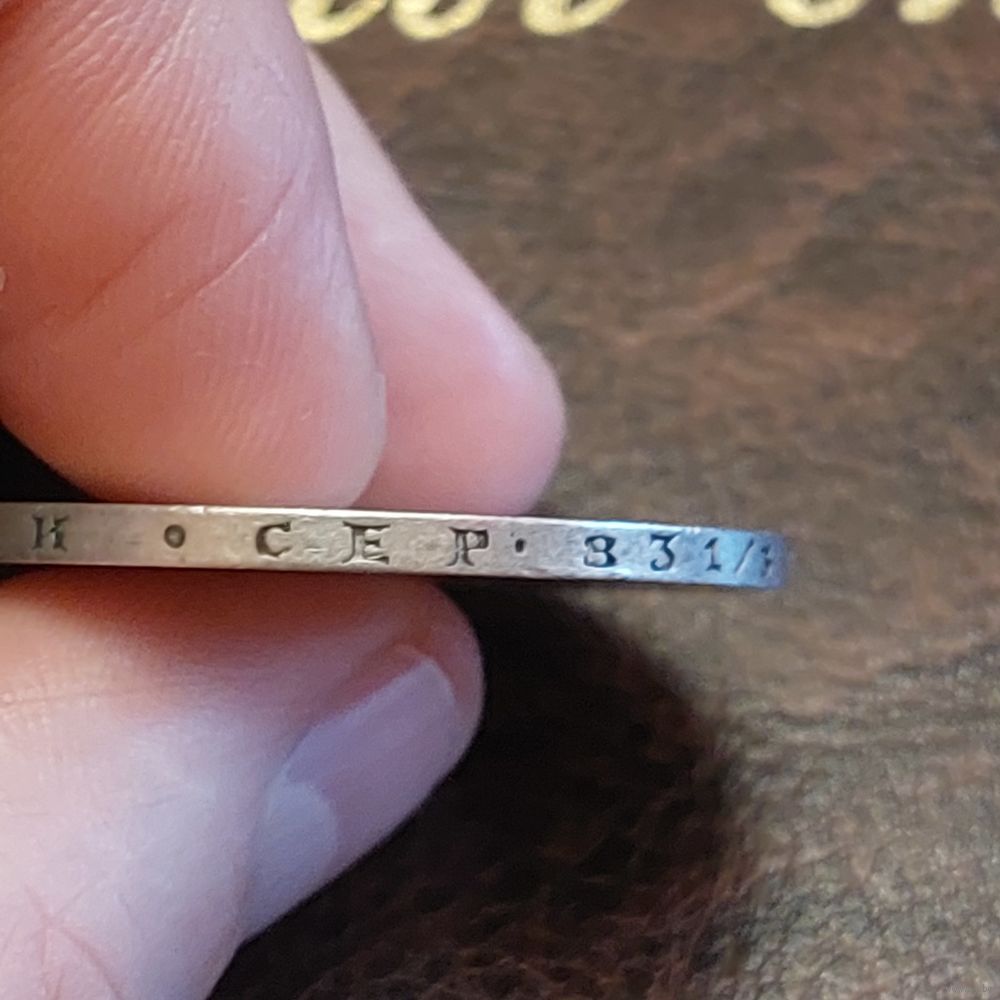 И • СЕР. 83 1/